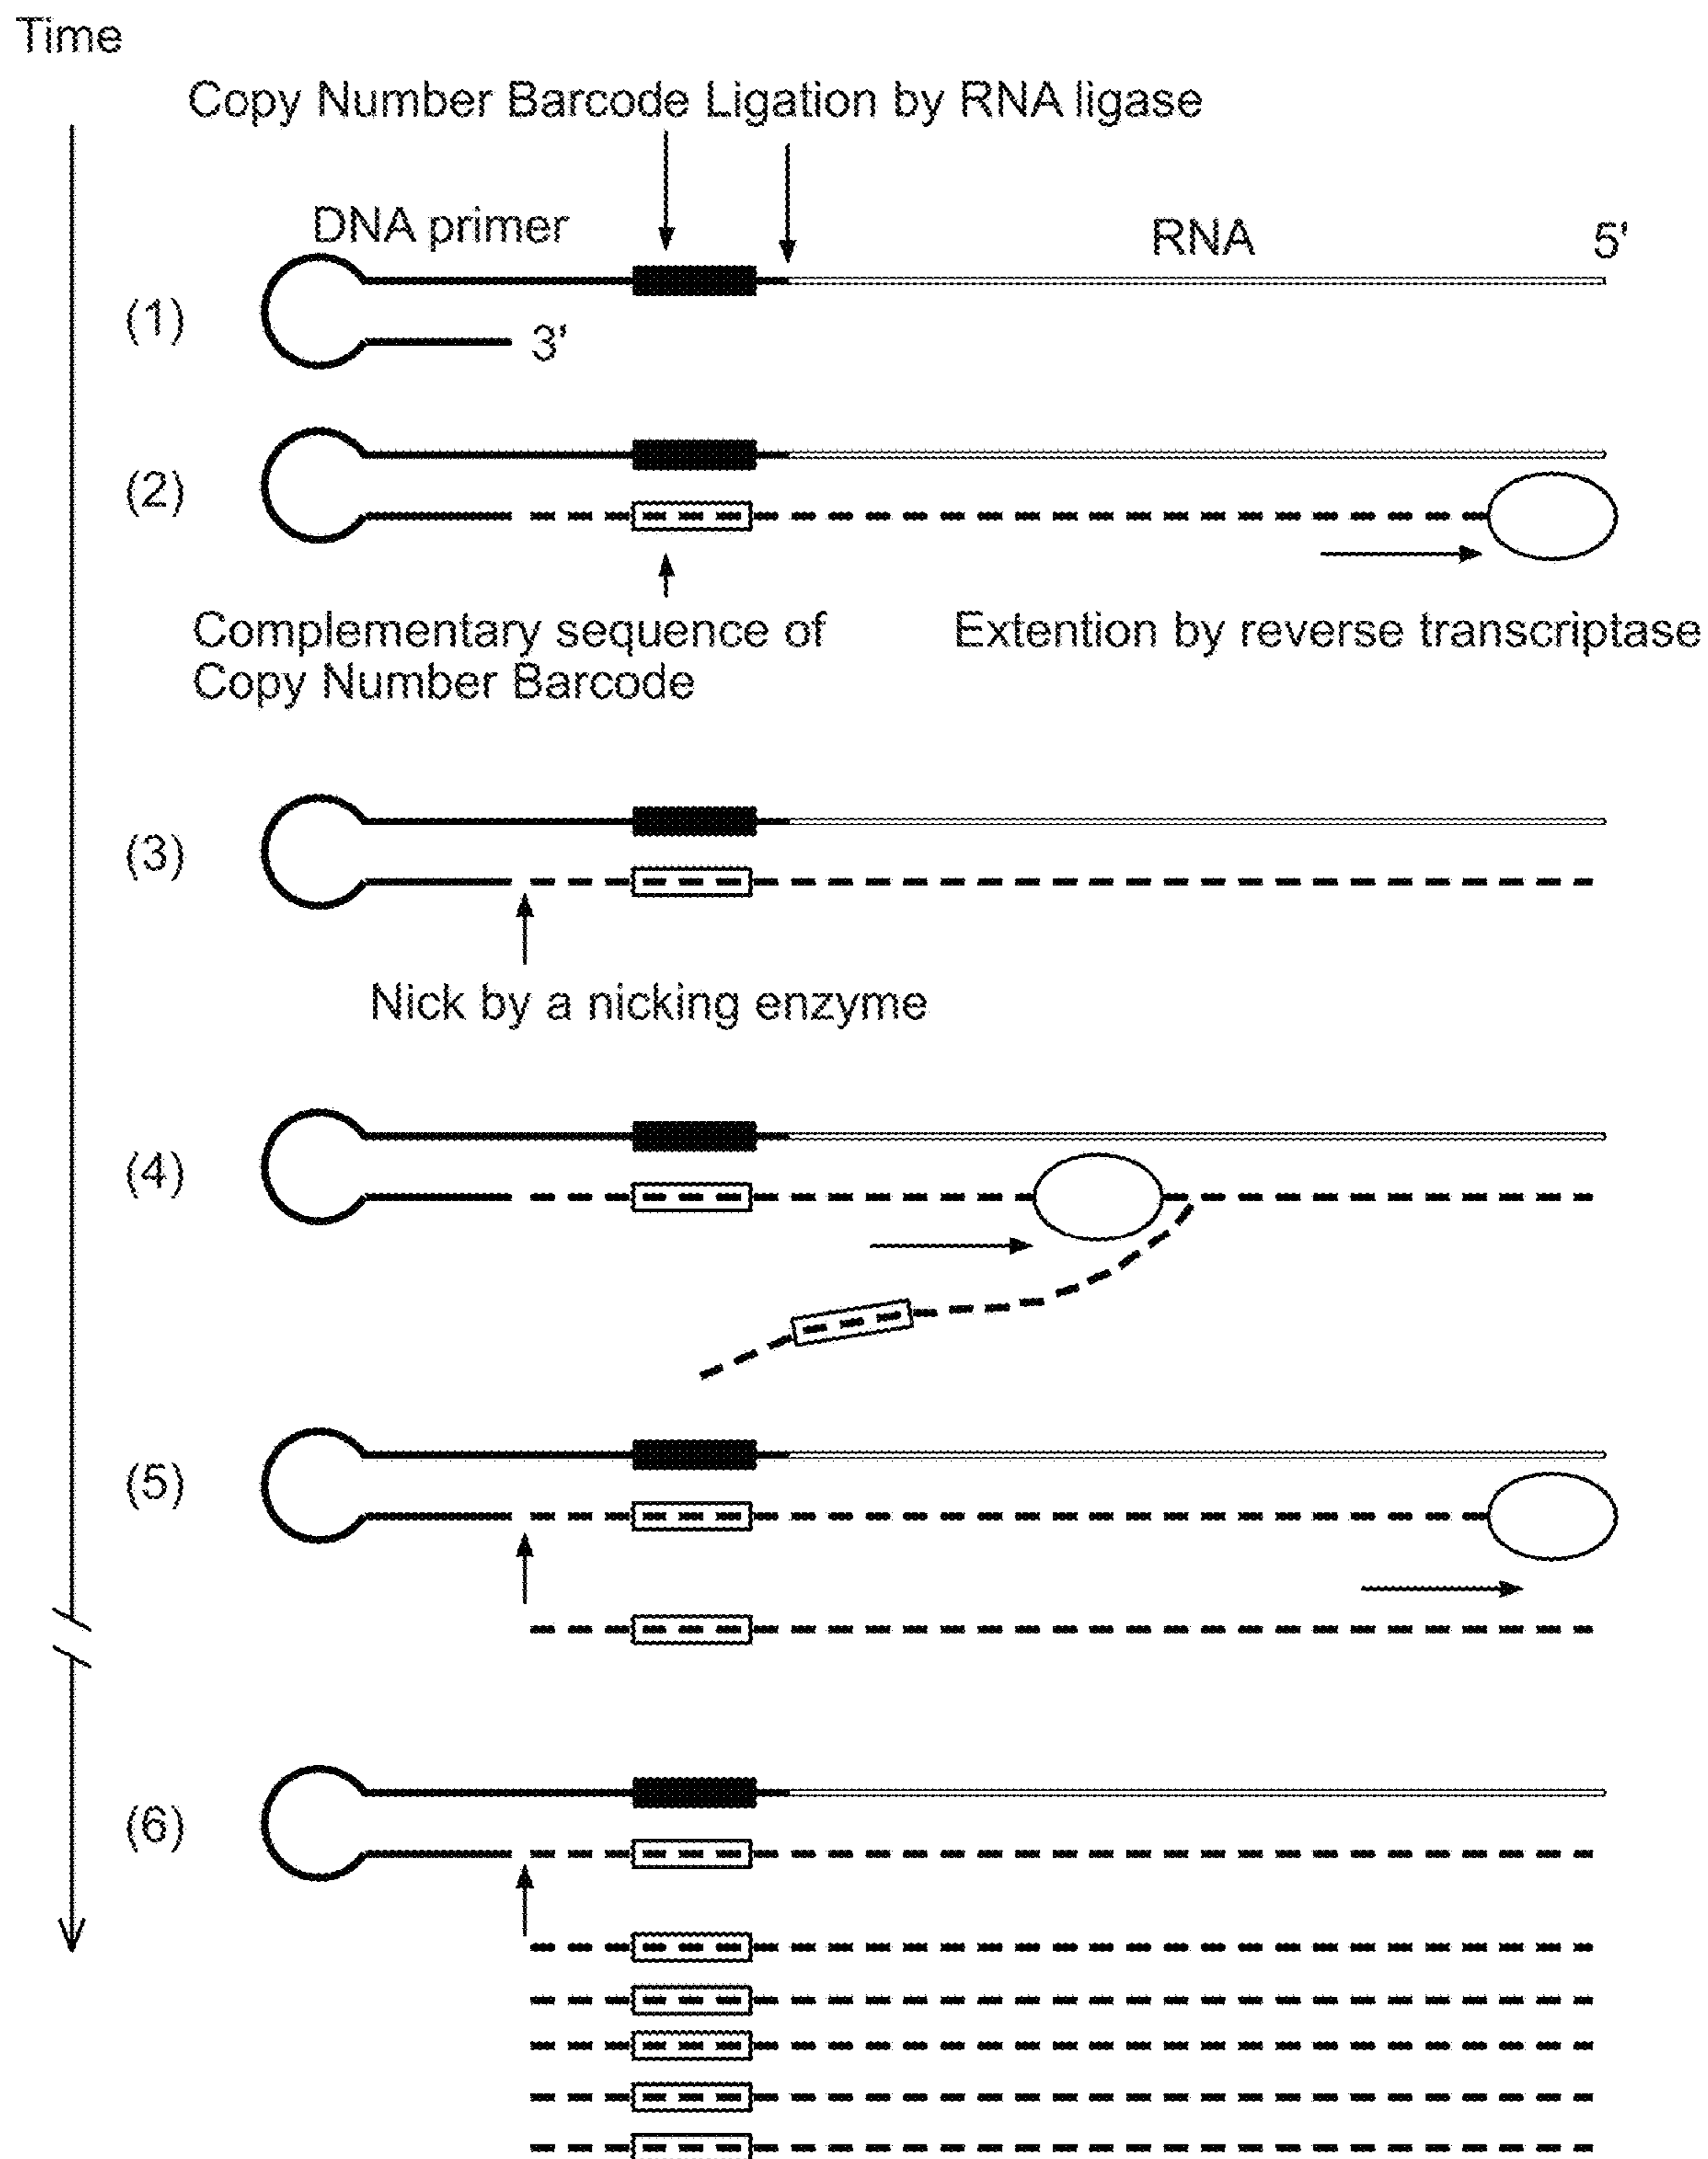 Time
Copy Number Barcode Ligation by RNA ligase
DNA primer
RNA
5'
(1)
3'
(2)
Complementary sequence of
Copy Number Barcode
Extention by reverse transcriptase
(3)
Nick by a nicking enzyme
(4)
(5)
(6)